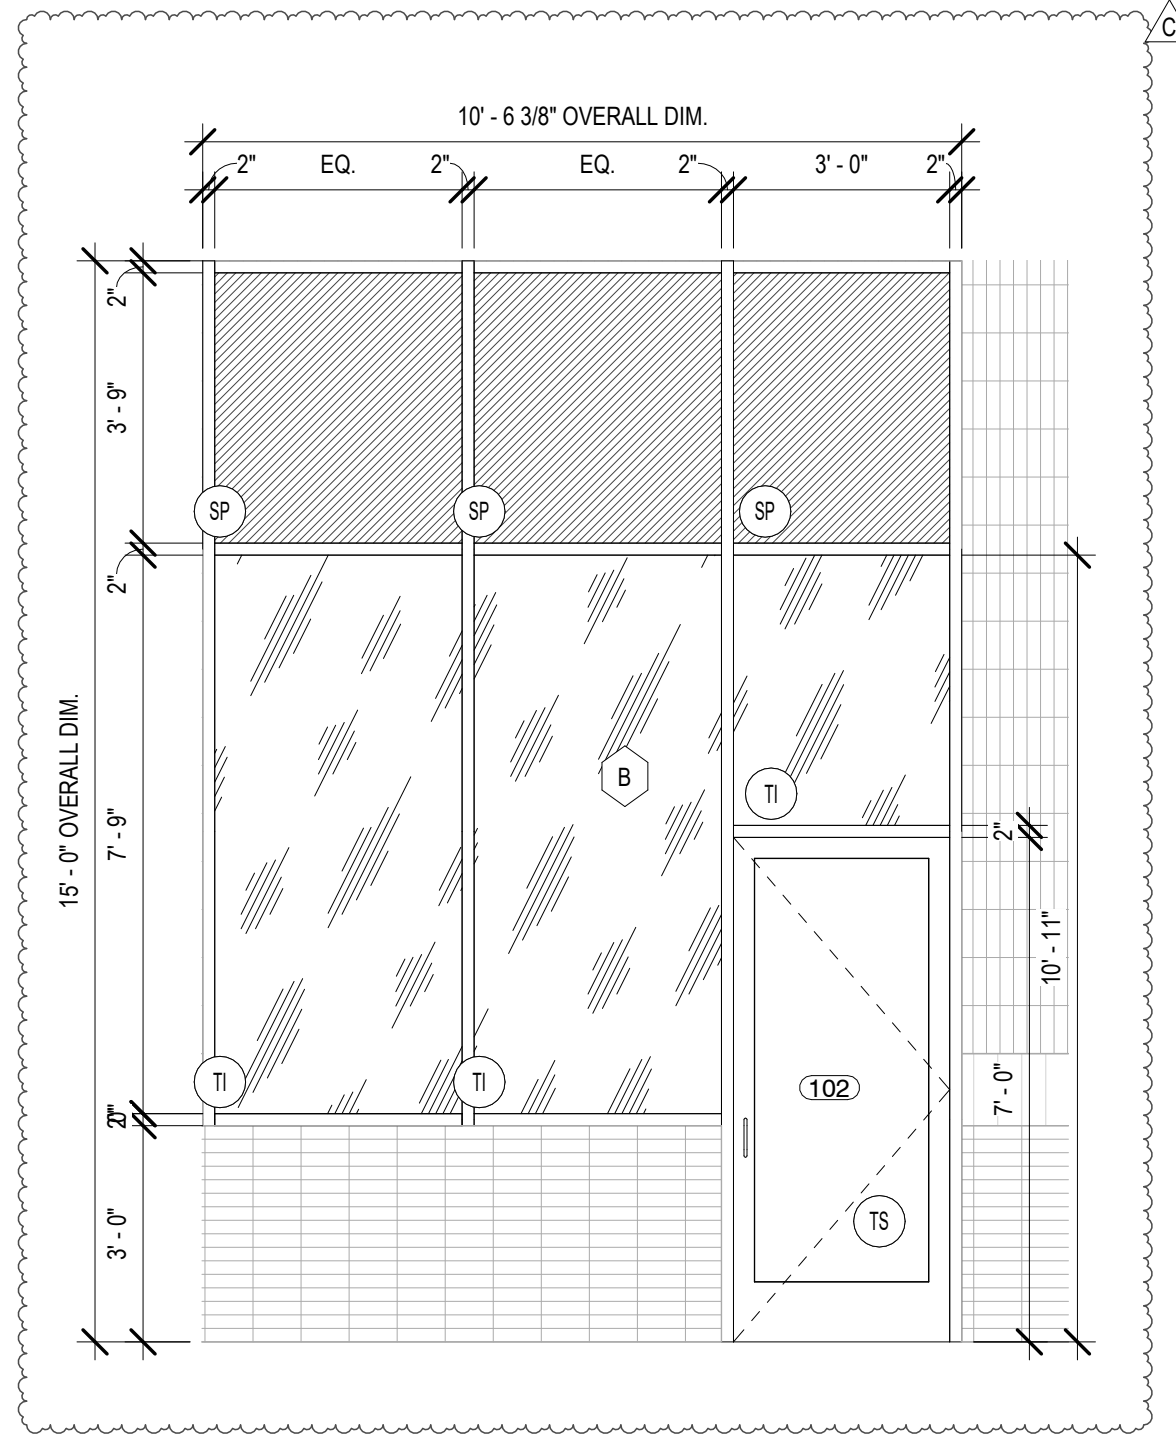 C
10' - 6 3/8" OVERALL DIM.
2" EQ. 2" EQ. 2" 3' - 0" 2"
2"
3' - 9"
SP SP SP
2"
15' - 0" OVERALL DIM.
7' - 9"
B
TI
2"
10' - 11"
TI TI
102
7' - 0"
2"
3' - 0"
TS